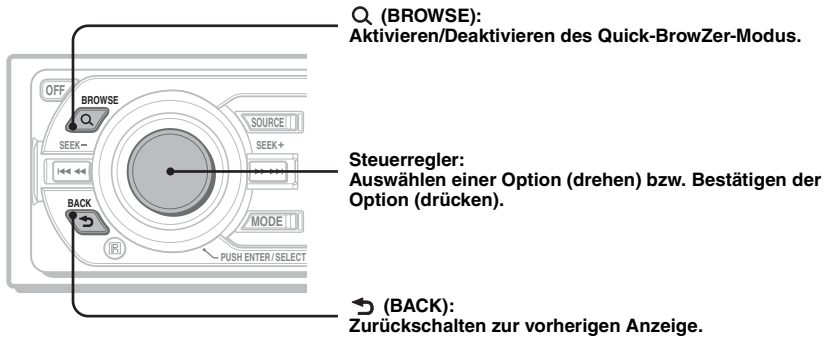 (BROWSE):
Aktivieren/Deaktivieren des Quick-BrowZer-Modus.
OFF
BROWSE
SOURCE
SEEK–
SEEK+
Steuerregler:
Auswählen einer Option (drehen) bzw. Bestätigen der
Option (drücken).
BACK
MODE
R
PUSH ENTER / SELECT
(BACK):
Zurückschalten zur vorherigen Anzeige.